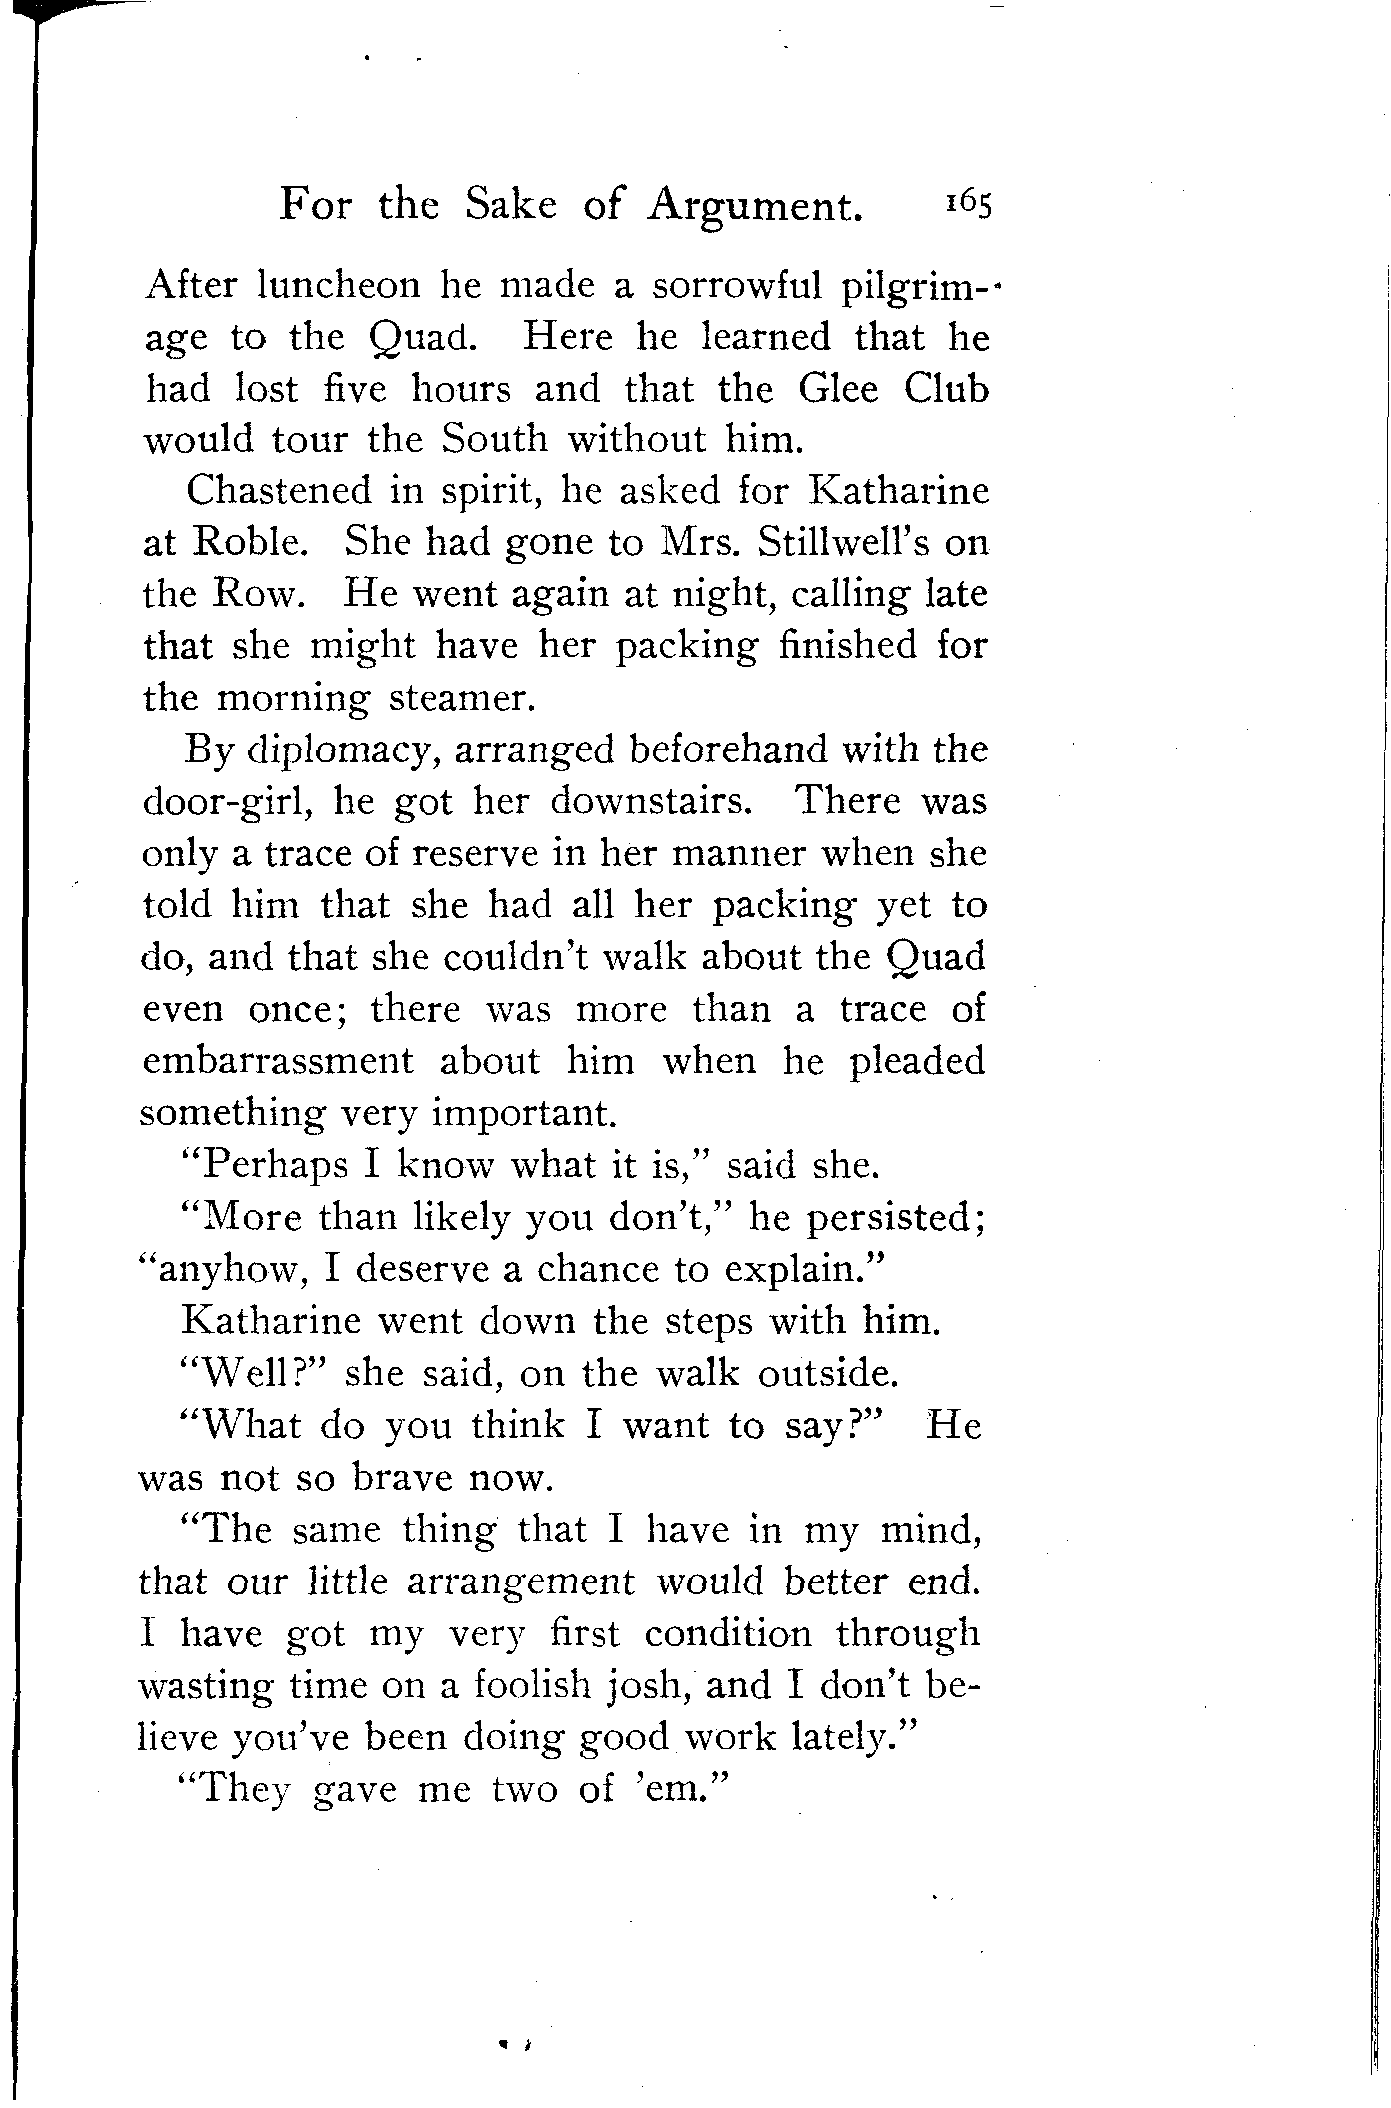 For the Sake of Argument. 165
After luncheon he made a sorrowful pilgrim-
age to the Quad. Here he learned that he
had lost five hours and that the Glee Club
would tour the South without him.
Chastened in spirit, he asked for Katharine
at Roble. She had gone to Mrs. Stillwell's on
the Row. He went again at night, calling late
that she might have her packing finished for
the morning steamer.
By diplomacy, arranged beforehand with the
door-girl, he got her downstairs. There was
only a trace of reserve in her manner when she
told him that she had all her packing yet to
do, and that she couldn't walk about the Quad
even once; there was more than a trace of
embarrassment about him when he pleaded
something very important.
“Perhaps I know what it is,” said she.
“More than likely you don't,” he persisted;
“anyhow, I deserve a chance to explain.”
Katharine went down the steps with him.
“Well?” she said, on the walk outside.
“What do you think I want to say?” He
was not so brave now.
“The same thing that I have in my mind,
that our little arrangement would better end.
I have got my very first condition through
wasting time on a foolish josh, and I don't be-
lieve you've been doing good work lately.”
“They gave me two of 'em.”